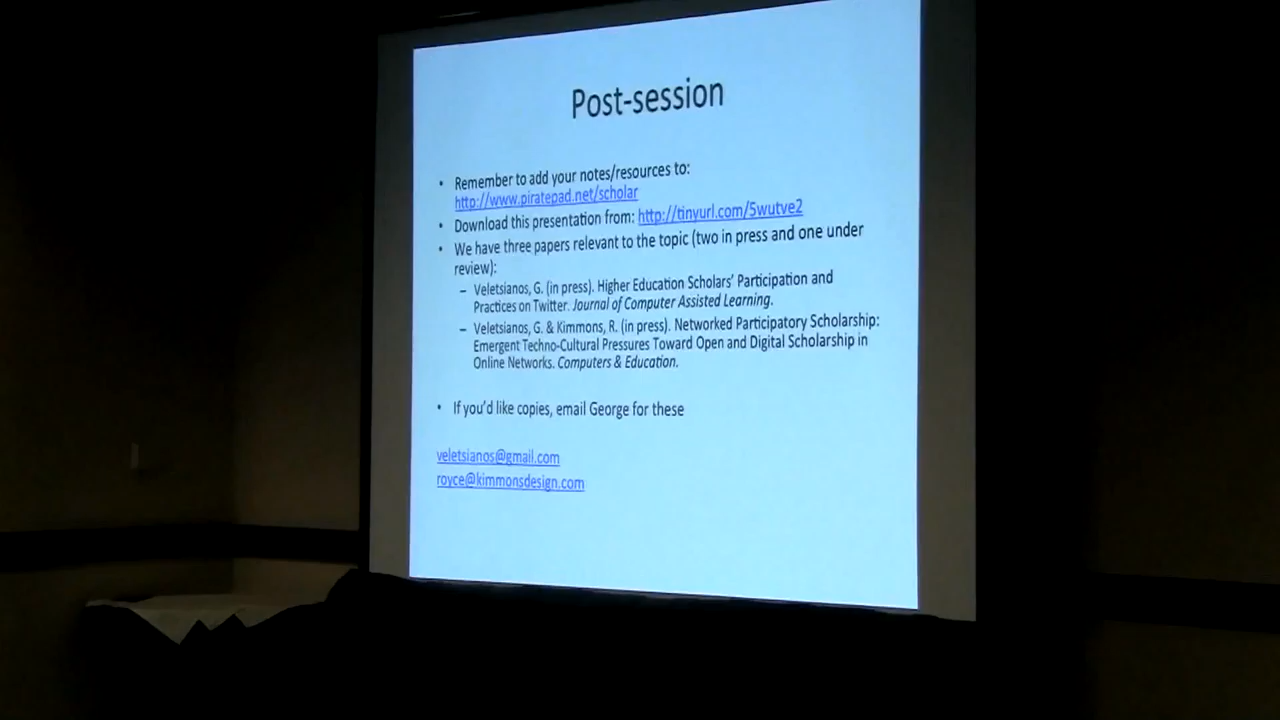 Post-session
• Remember to add your notes/resources to:
http://www.piratepad.net/scholar
• Download this presentation from: http://tinyurl.com/5wutve2
• We have three papers relevant to the topic (two in press and one under
review):
– Veletsianos, G. (in press). Higher Education Scholars' Participation and
Practices on Twitter. Journal of Computer Assisted Learning.
– Veletsianos, G. & Kimmons, R. (in press). Networked Participatory Scholarship:
Emergent Techno-Cultural Pressures Toward Open and Digital Scholarship in
Online Networks. Computers & Education.
• If you'd like copies, email George for these
veletsianos@gmail.com
royce@kimmonsdesign.com